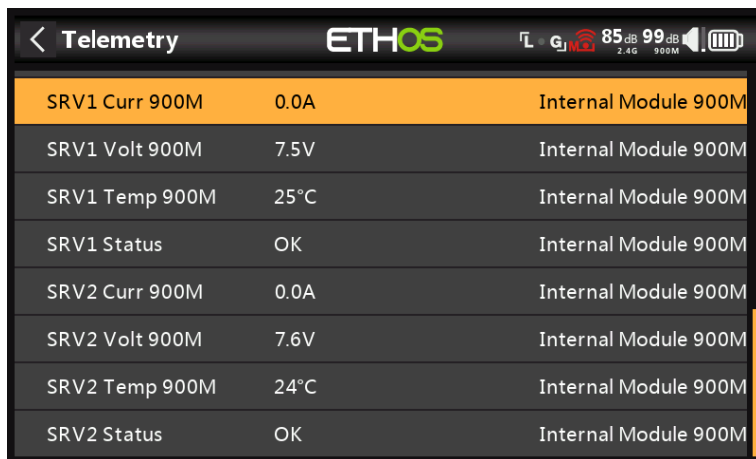 Telemetry ETHOS L G M 85dB 2.4G 99dB 900M
SRV1 Curr 900M 0.0A Internal Module 900M
SRV1 Volt 900M 7.5V Internal Module 900M
SRV1 Temp 900M 25°C Internal Module 900M
SRV1 Status OK Internal Module 900M
SRV2 Curr 900M 0.0A Internal Module 900M
SRV2 Volt 900M 7.6V Internal Module 900M
SRV2 Temp 900M 24°C Internal Module 900M
SRV2 Status OK Internal Module 900M